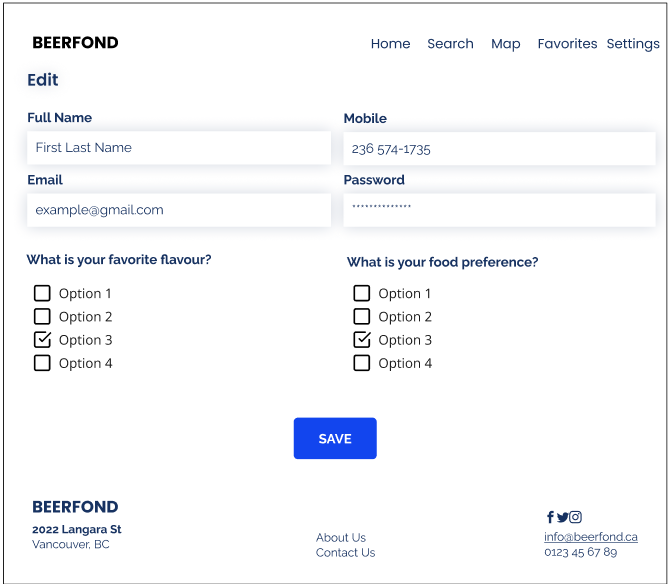 BEERFOND
Home Search Map Favorites Settings
Edit
Full Name
Mobile
First Last Name
236 574-1735
Email
Password
example@gmail.com
**************
What is your favorite flavour?
What is your food preference?
Option 1
Option 2
Option 3
Option 4
Option 1
Option 2
Option 3
Option 4
SAVE
BEERFOND
2022 Langara St
Vancouver, BC
About Us
Contact Us
info@beerfond.ca
0123 45 67 89